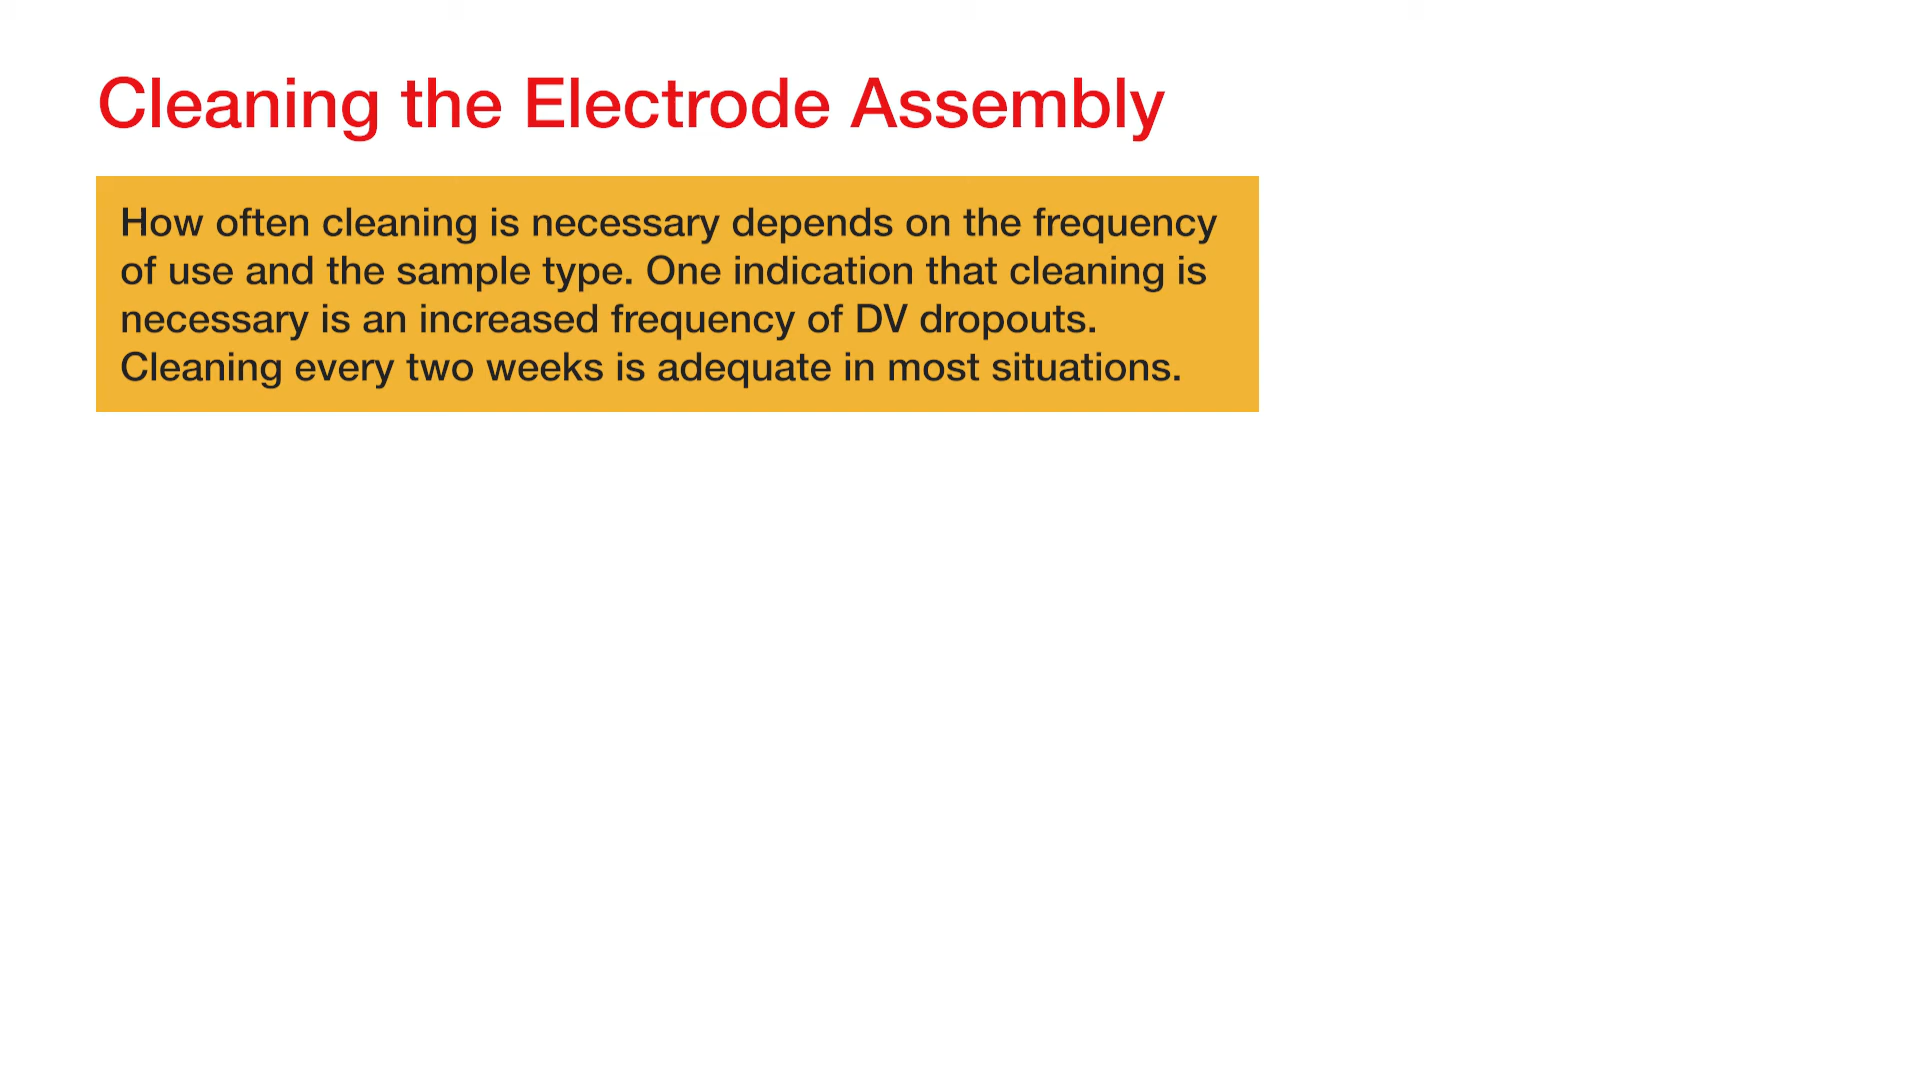 Cleaning the Electrode Assembly
How often cleaning is necessary depends on the frequency
of use and the sample type. One indication that cleaning is
necessary is an increased frequency of DV dropouts.
Cleaning every two weeks is adequate in most situations.